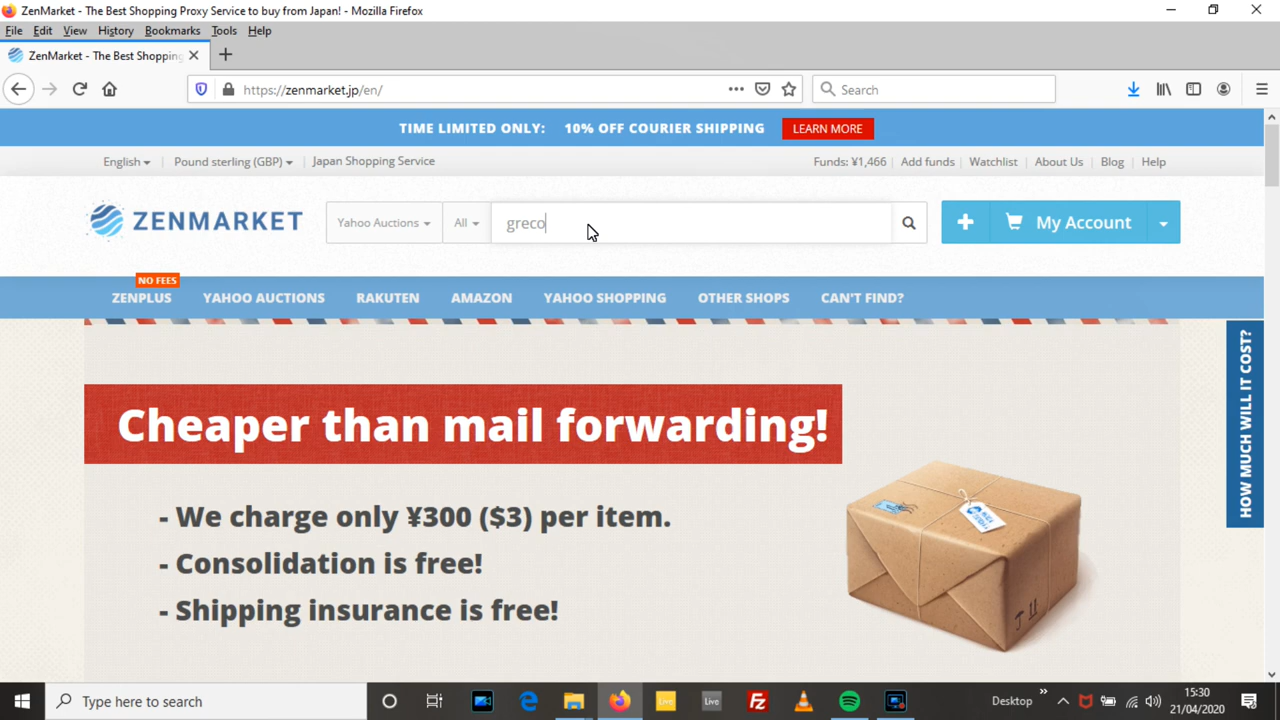 ZenMarket - The Best Shopping Proxy Service to buy from Japan! - Mozilla Firefox
File Edit View History Bookmarks Tools Help
ZenMarket - The Best Shopping
https://zenmarket.jp/en/
Search
TIME LIMITED ONLY: 10% OFF COURIER SHIPPING LEARN MORE
English Pound sterling (GBP) Japan Shopping Service Funds: ¥1,466 Add funds Watchlist About Us Blog Help
ZENMARKET Yahoo Auctions All greco My Account
NO FEES
ZENPLUS YAHOO AUCTIONS RAKUTEN AMAZON YAHOO SHOPPING OTHER SHOPS CAN'T FIND?
Cheaper than mail forwarding!
- We charge only ¥300 ($3) per item.
- Consolidation is free!
- Shipping insurance is free!
HOW MUCH WILL IT COST?
Type here to search
Live Live
Desktop
15:30
21/04/2020